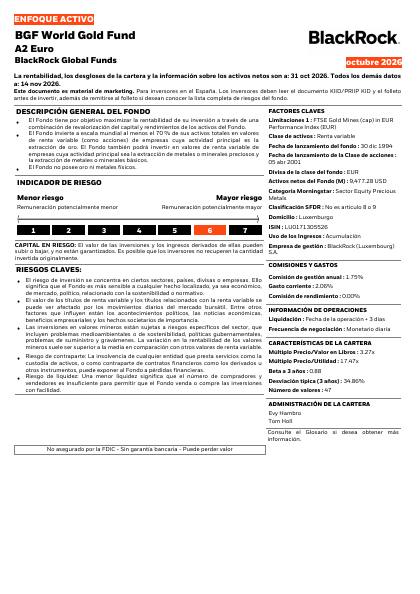 ENFOQUE ACTIVO
BGF World Gold Fund
A2 Euro
BlackRock Global Funds
BlackRock.
octubre 2026
La rentabilidad, los desgloses de la cartera y la información sobre los activos netos son a: 31 oct 2026. Todos los demás datos
a: 14 nov 2026.
Este documento es material de marketing. Para inversores en España. Los inversores deben leer el documento KIID/PRIIP KID y el folleto
antes de invertir, además de remitirse al folleto si desean conocer la lista completa de riesgos del fondo.
DESCRIPCIÓN GENERAL DEL FONDO
• El Fondo tiene por objetivo maximizar la rentabilidad de su inversión a través de una
combinación de revalorización del capital y rendimientos de los activos del Fondo.
• El Fondo invierte a escala mundial al menos el 70 % de sus activos totales en valores
de renta variable (como acciones) de empresas cuya actividad principal es la
extracción de oro. El Fondo también podrá invertir en valores de renta variable de
empresas cuya actividad principal sea la extracción de metales o minerales preciosos y
la extracción de metales o minerales básicos.
• El Fondo no posee oro ni metales físicos.
INDICADOR DE RIESGO
Menor riesgo Mayor riesgo
Remuneración potencialmente menor Remuneración potencialmente mayor
1 2 3 4 5 6 7
CAPITAL EN RIESGO: El valor de las inversiones y los ingresos derivados de ellas pueden
subir o bajar, y no están garantizados. Es posible que los inversores no recuperen la cantidad
invertida originalmente.
RIESGOS CLAVES:
• El riesgo de inversión se concentra en ciertos sectores, países, divisas o empresas. Ello
significa que el Fondo es más sensible a cualquier hecho localizado, ya sea económico,
de mercado, político, relacionado con la sostenibilidad o normativo.
• El valor de los títulos de renta variable y los títulos relacionados con la renta variable se
puede ver afectado por los movimientos diarios del mercado bursátil. Entre otros
factores que influyen están los acontecimientos políticos, las noticias económicas,
beneficios empresariales y los hechos societarios de importancia.
• Las inversiones en valores mineros están sujetas a riesgos específicos del sector, que
incluyen problemas medioambientales o de sostenibilidad, políticas gubernamentales,
problemas de suministro y gravámenes. La variación en la rentabilidad de los valores
mineros suele ser superior a la media en comparación con otros valores de renta variable.
• Riesgo de contraparte: La insolvencia de cualquier entidad que presta servicios como la
custodia de activos, o como contraparte de contratos financieros como los derivados u
otros instrumentos, puede exponer al Fondo a pérdidas financieras.
• Riesgo de liquidez: Una menor liquidez significa que el número de compradores y
vendedores es insuficiente para permitir que el Fondo venda o compre las inversiones
con facilidad.
No asegurado por la FDIC - Sin garantía bancaria - Puede perder valor
FACTORES CLAVES
Limitaciones 1 : FTSE Gold Mines (cap) in EUR
Performance Index (EUR)
Clase de activos : Renta variable
Fecha de lanzamiento del fondo : 30 dic 1994
Fecha de lanzamiento de la Clase de acciones :
05 abr 2001
Divisa de la clase del fondo : EUR
Activos netos del Fondo (M) : 9,477.28 USD
Categoría Morningstar : Sector Equity Precious
Metals
Clasificación SFDR : No es artículo 8 o 9
Domicilio : Luxemburgo
ISIN : LU0171305526
Uso de los ingresos : Acumulación
Empresa de gestión : BlackRock (Luxembourg)
S.A.
COMISIONES Y GASTOS
Comisión de gestión anual : 1.75%
Gasto corriente : 2.06%
Comisión de rendimiento : 0.00%
INFORMACIÓN DE OPERACIONES
Liquidación : Fecha de la operación + 3 días
Frecuencia de negociación : Monetario diaria
CARACTERÍSTICAS DE LA CARTERA
Múltiplo Precio/Valor en Libros : 3.27x
Múltiplo Precio/Utilidad : 17.47x
Beta a 3 años : 0.88
Desviación típica (3 años) : 34.86%
Número de valores : 47
ADMINISTRACIÓN DE LA CARTERA
Evy Hambro
Tom Holl
Consulte el Glosario si desea obtener más
información.